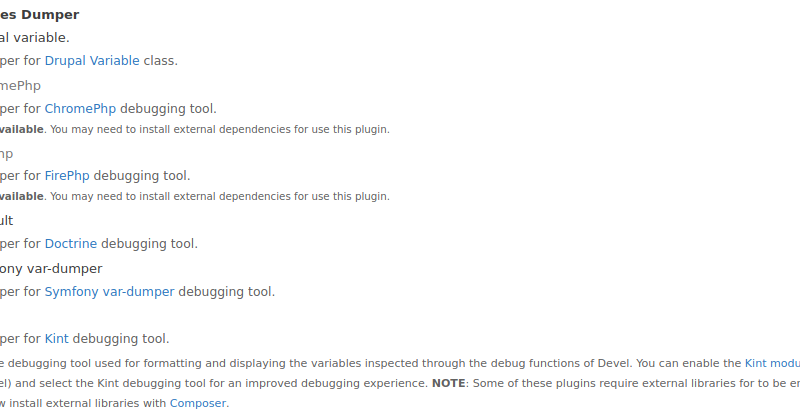 es Dumper
al variable.
per for Drupal Variable class.
mePhp
per for ChromePhp debugging tool.
vailable. You may need to install external dependencies for use this plugin.
hp
per for FirePhp debugging tool.
vailable. You may need to install external dependencies for use this plugin.
ult
per for Doctrine debugging tool.
ony var-dumper
per for Symfony var-dumper debugging tool.
per for Kint debugging tool.
e debugging tool used for formatting and displaying the variables inspected through the debug functions of Devel. You can enable the Kint modu
el) and select the Kint debugging tool for an improved debugging experience. NOTE: Some of these plugins require external libraries for to be en
w install external libraries with Composer.